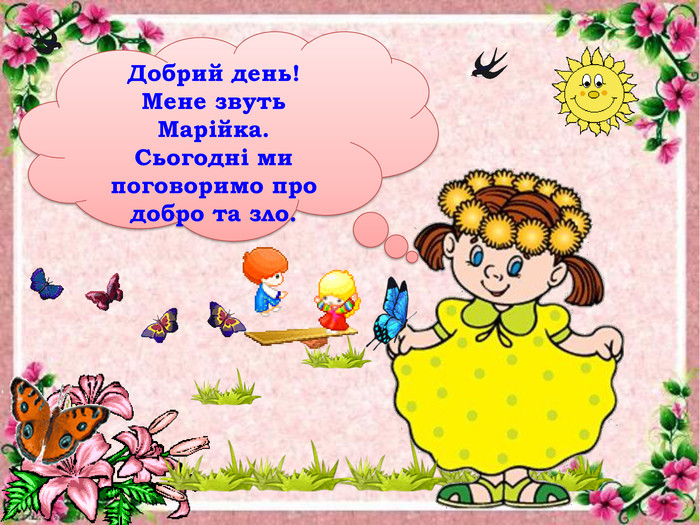 Добрий день!
Мене звуть
Марійка.
Сьогодні ми
поговоримо про
добро та зло.